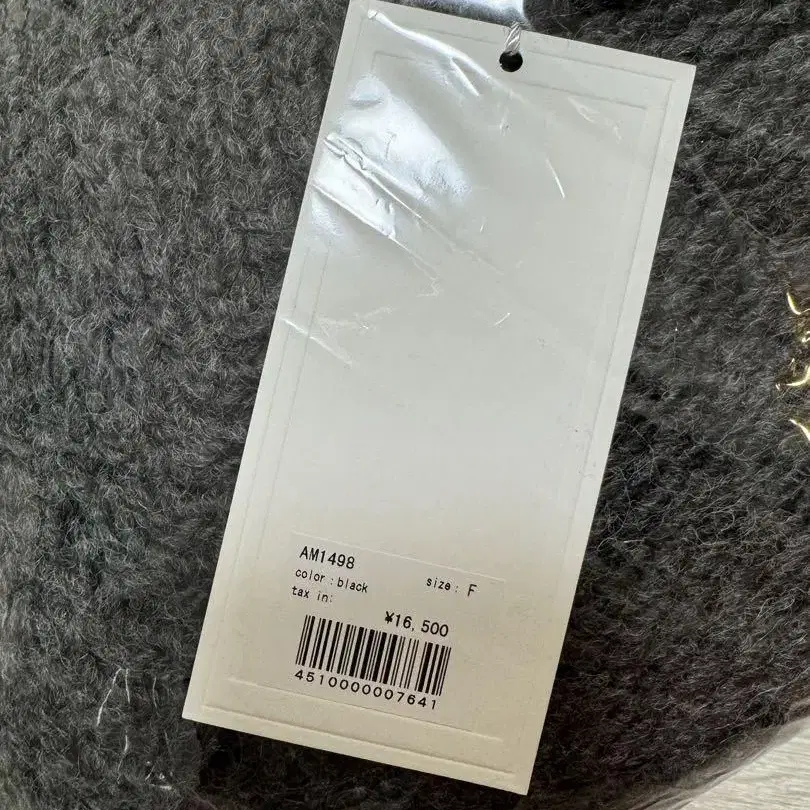 AM1498
color : black size : F
tax in:
¥16,500
4510000007641